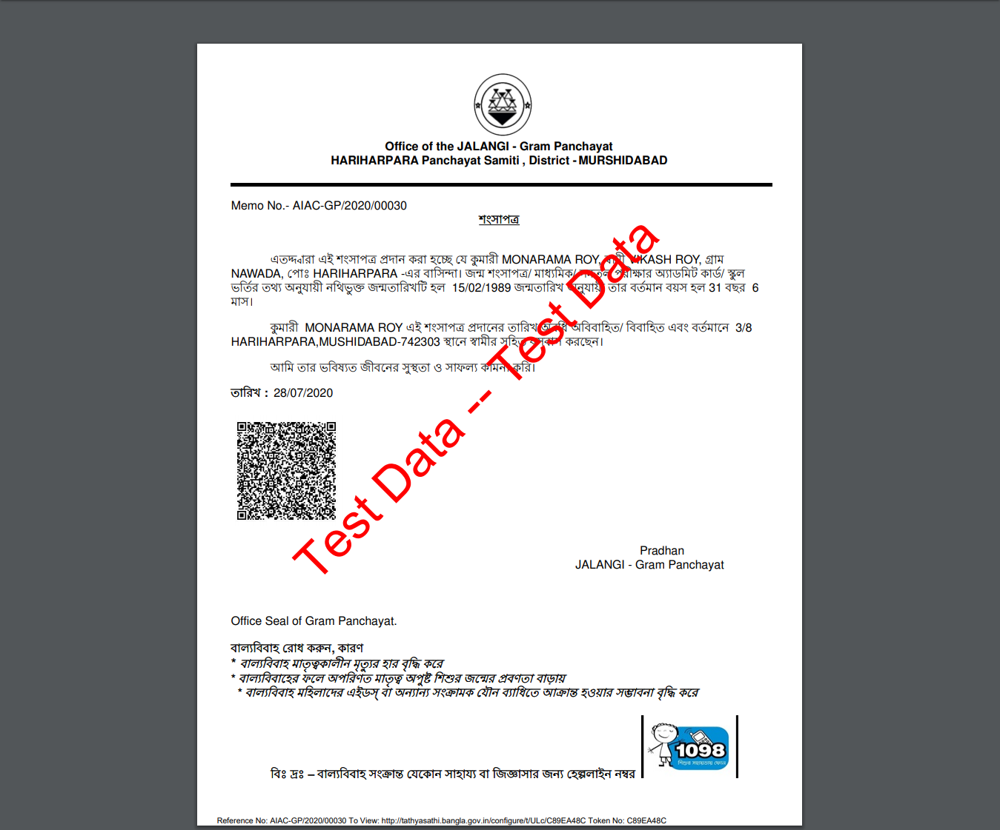 Office of the JALANGI - Gram Panchayat
HARIHARPARA Panchayat Samiti , District - MURSHIDABAD
Memo No.- AIAC-GP/2020/00030
শংসাপত্র
এতদ্দ্বারা এই শংসাপত্র প্রদান করা হচ্ছে যে কুমারী MONARAMA ROY, VIKASH ROY, গ্রাম
NAWADA, পোঃ HARIHARPARA -এর বাসিন্দা। জন্ম শংসাপত্র/ মাধ্যমিক/ পরীক্ষার অ্যাডমিট কার্ড/ স্কুল
ভর্তির তথ্য অনুযায়ী নথিভুক্ত জন্মতারিখটি হল 15/02/1989 জন্মতারিখ অনুযায়ী তার বর্তমান বয়স হল 31 বছর 6
মাস।
কুমারী MONARAMA ROY এই শংসাপত্র প্রদানের তারিখ অবধি অবিবাহিত/ বিবাহিত এবং বর্তমানে 3/8
HARIHARPARA,MUSHIDABAD-742303 স্থানে স্বামীর সহিত বসবাস করছেন।
আমি তার ভবিষ্যত জীবনের সুস্থতা ও সাফল্য কামনা করি।
তারিখ : 28/07/2020
Test Data -- Test Data
Pradhan
JALANGI - Gram Panchayat
Office Seal of Gram Panchayat.
বাল্যবিবাহ রোধ করুন, কারণ
* বাল্যবিবাহ মাতৃত্বকালীন মৃত্যুর হার বৃদ্ধি করে
* বাল্যবিবাহের ফলে অপরিণত মাতৃত্ব অপুষ্ট শিশুর জন্মের প্রবণতা বাড়ায়
* বাল্যবিবাহ মহিলাদের এইডস্ বা অন্যান্য সংক্রামক যৌন ব্যাধিতে আক্রান্ত হওয়ার সম্ভাবনা বৃদ্ধি করে
1098
শিশুর সহায়তায় ফোন
বিঃ দ্রঃ – বাল্যবিবাহ সংক্রান্ত যেকোন সাহায্য বা জিজ্ঞাসার জন্য হেল্পলাইন নম্বর
Reference No: AIAC-GP/2020/00030 To View: http://tathyasathi.bangla.gov.in/configure/t/ULc/C89EA48C Token No: C89EA48C